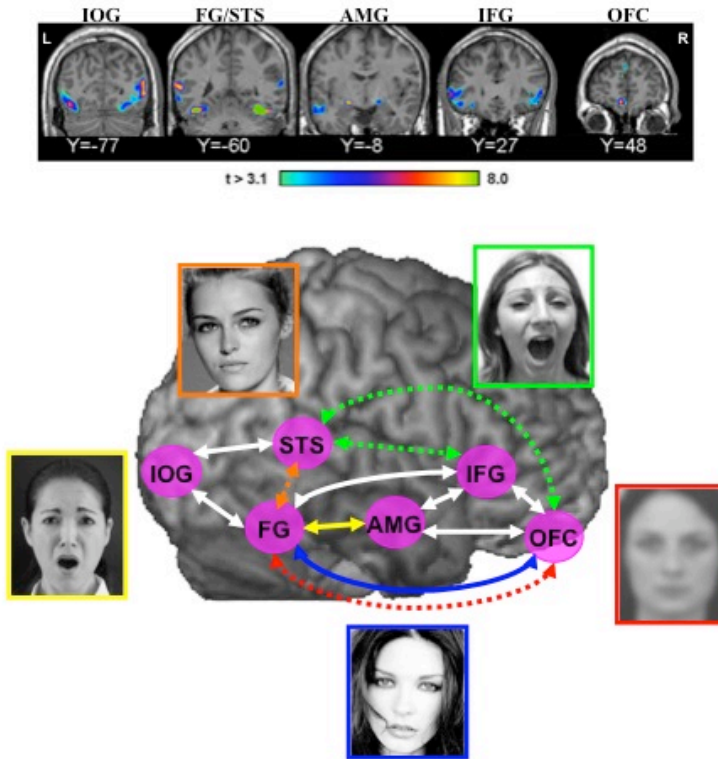 IOG FG/STS AMG IFG OFC
L R
Y=-77 Y=-60 Y=-8 Y=27 Y=48
t > 3.1 8.0
STS
IOG IFG
FG AMG OFC